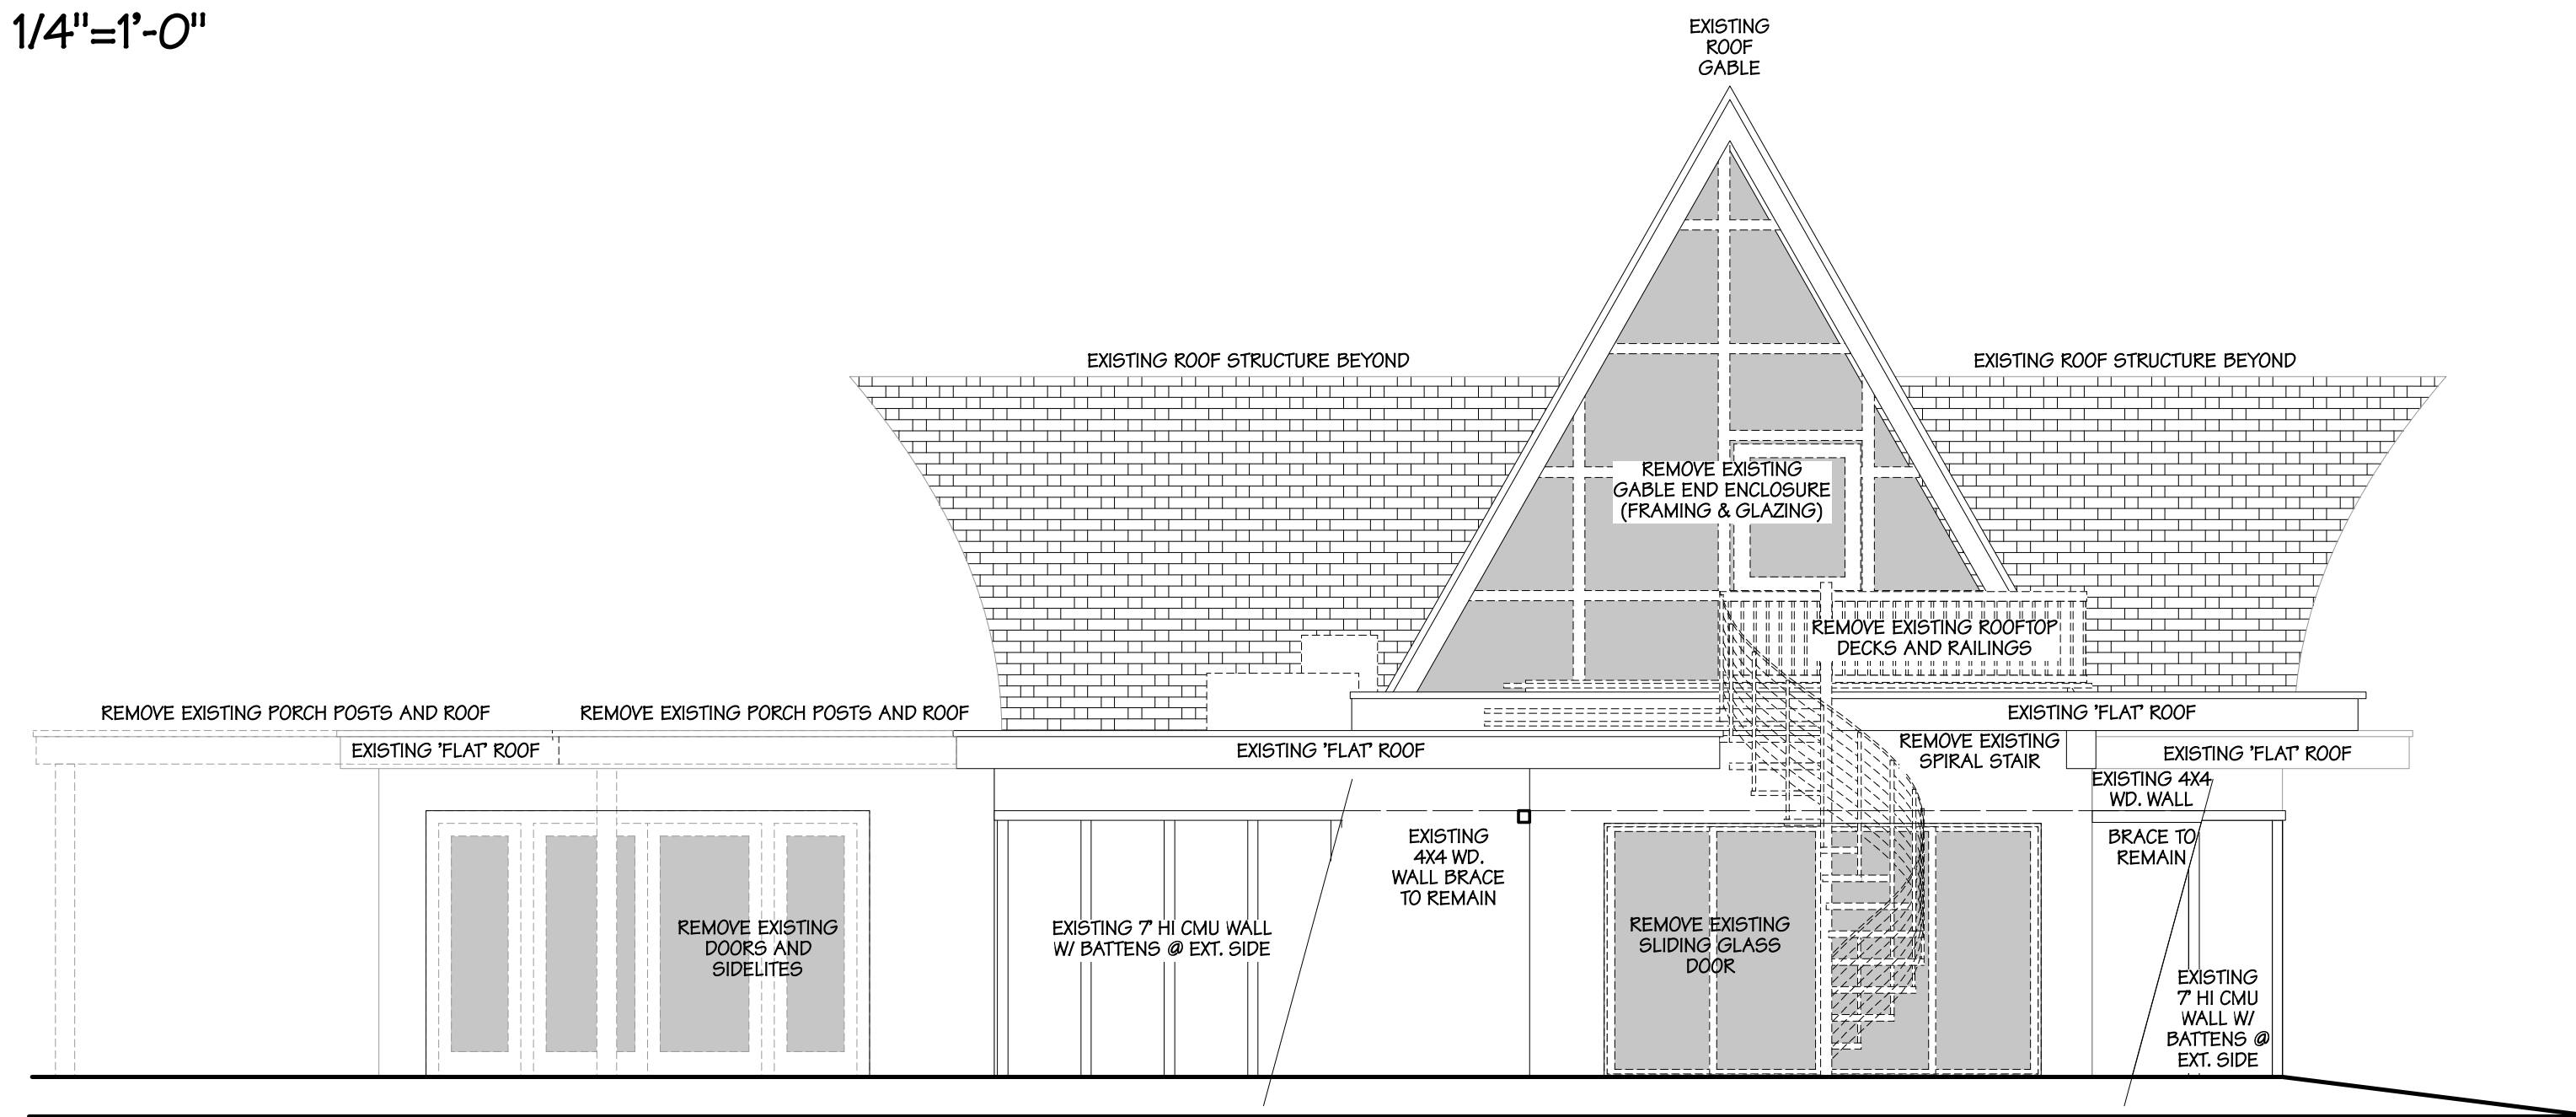 1/4"=1'-0"
EXISTING
ROOF
GABLE
EXISTING ROOF STRUCTURE BEYOND
EXISTING ROOF STRUCTURE BEYOND
REMOVE EXISTING
GABLE END ENCLOSURE
(FRAMING & GLAZING)
REMOVE EXISTING ROOFTOP
DECKS AND RAILINGS
REMOVE EXISTING PORCH POSTS AND ROOF
REMOVE EXISTING PORCH POSTS AND ROOF
EXISTING 'FLAT' ROOF
EXISTING 'FLAT' ROOF
EXISTING 'FLAT' ROOF
REMOVE EXISTING
SPIRAL STAIR
EXISTING 'FLAT' ROOF
EXISTING 4X4
WD. WALL
BRACE TO
REMAIN
EXISTING
4X4 WD.
WALL BRACE
TO REMAIN
REMOVE EXISTING
DOORS AND
SIDELITES
EXISTING 7' HI CMU WALL
W/ BATTENS @ EXT. SIDE
REMOVE EXISTING
SLIDING GLASS
DOOR
EXISTING
7' HI CMU
WALL W/
BATTENS @
EXT. SIDE